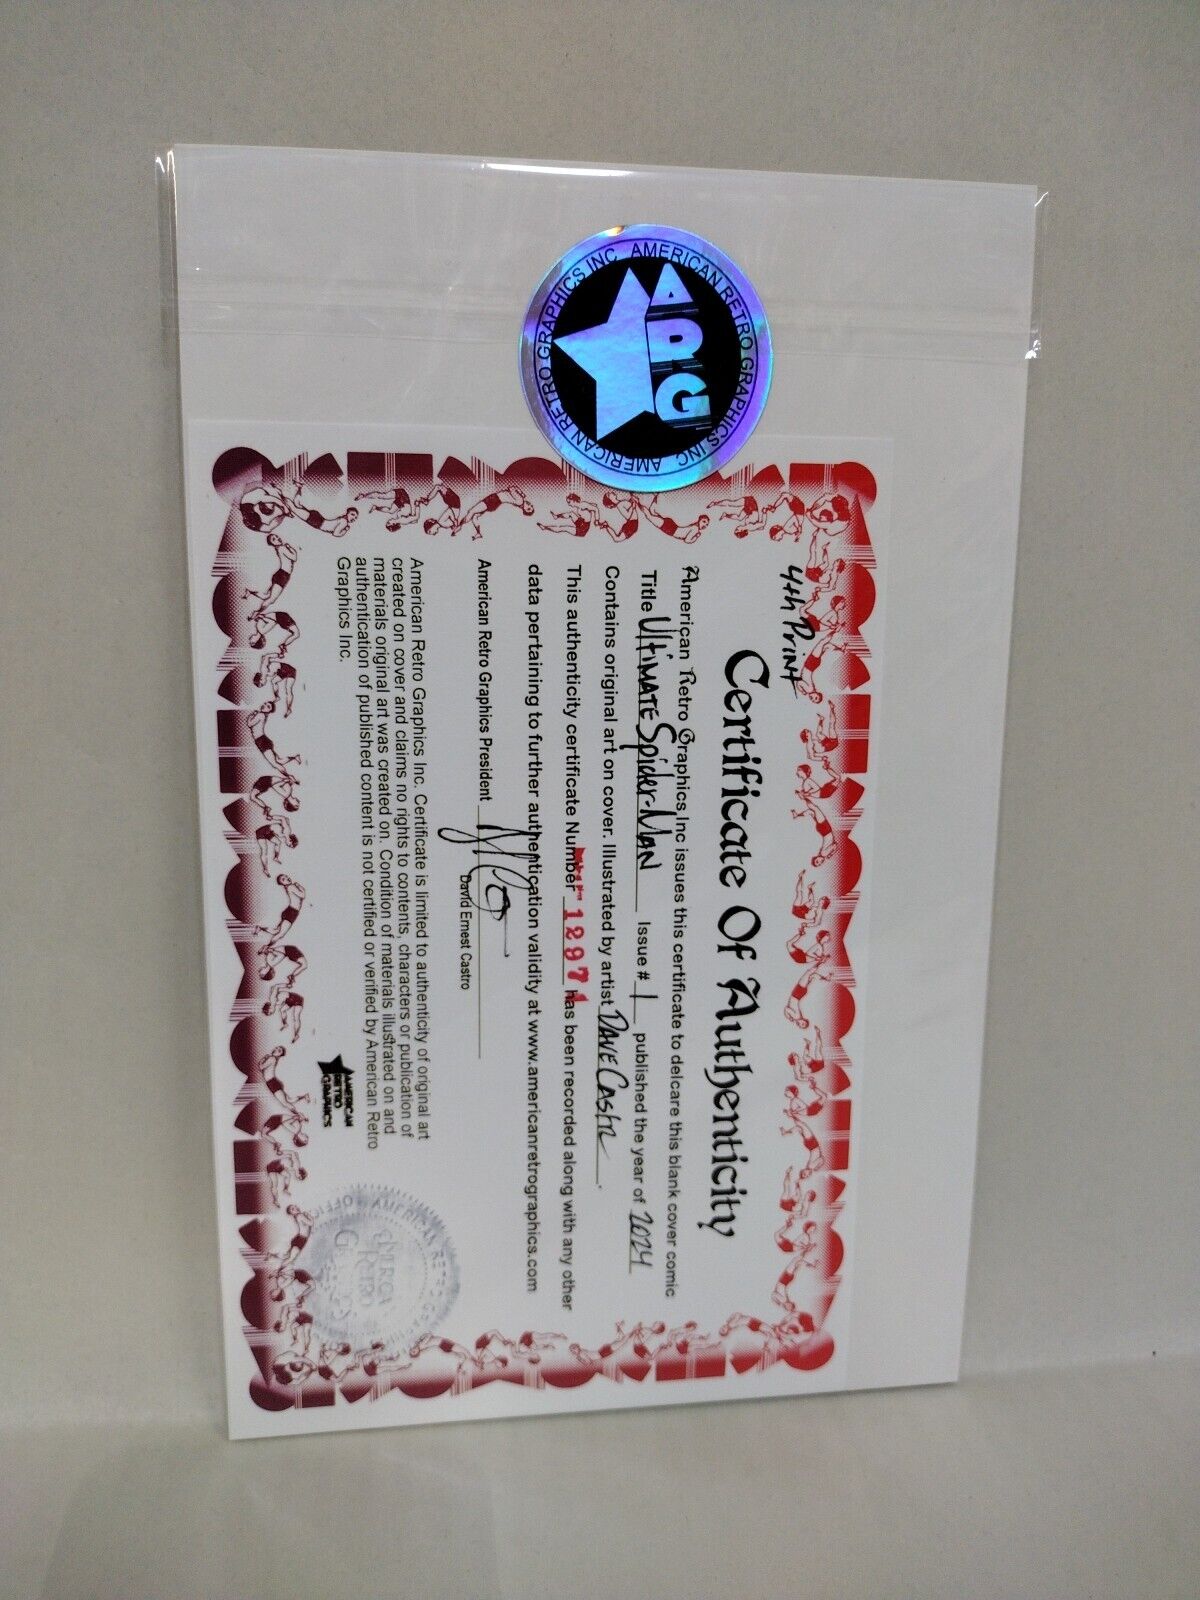 AMERICAN RETRO GRAPHICS INC AMERICAN RETRO GRAPHICS INC
ARG
4th Print
Certificate Of Authenticity
American Retro Graphics, Inc issues this certificate to delcare this blank cover comic
Title Ultimate Spider-Man Issue # 1 published the year of 2024
Contains original art on cover. Illustrated by artist Dave Castr.
This authenticity certificate Number 12971 has been recorded along with any other
data pertaining to further authentication validity at www.americanretrographics.com
American Retro Graphics President
David Ernest Castro
American Retro Graphics Inc. Certificate is limited to authenticity of original art
created on cover and claims no rights to contents, characters or publication of
materials original art was created on. Condition of materials illustrated on and
authentication of published content is not certified or verified by American Retro
Graphics Inc.
AMERICAN
RETRO
GRAPHICS